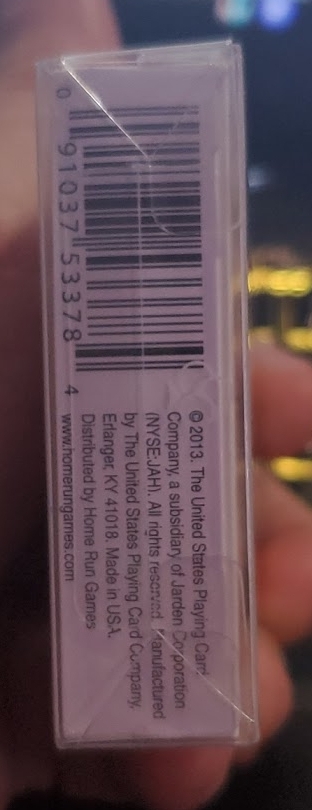 0 91037 53378 4
© 2013. The United States Playing Card
Company, a subsidiary of Jarden Corporation
(NYSE:JAH). All rights reserved. Manufactured
by The United States Playing Card Company,
Erlanger, KY 41018. Made in USA.
Distributed by Home Run Games
www.homerungames.com